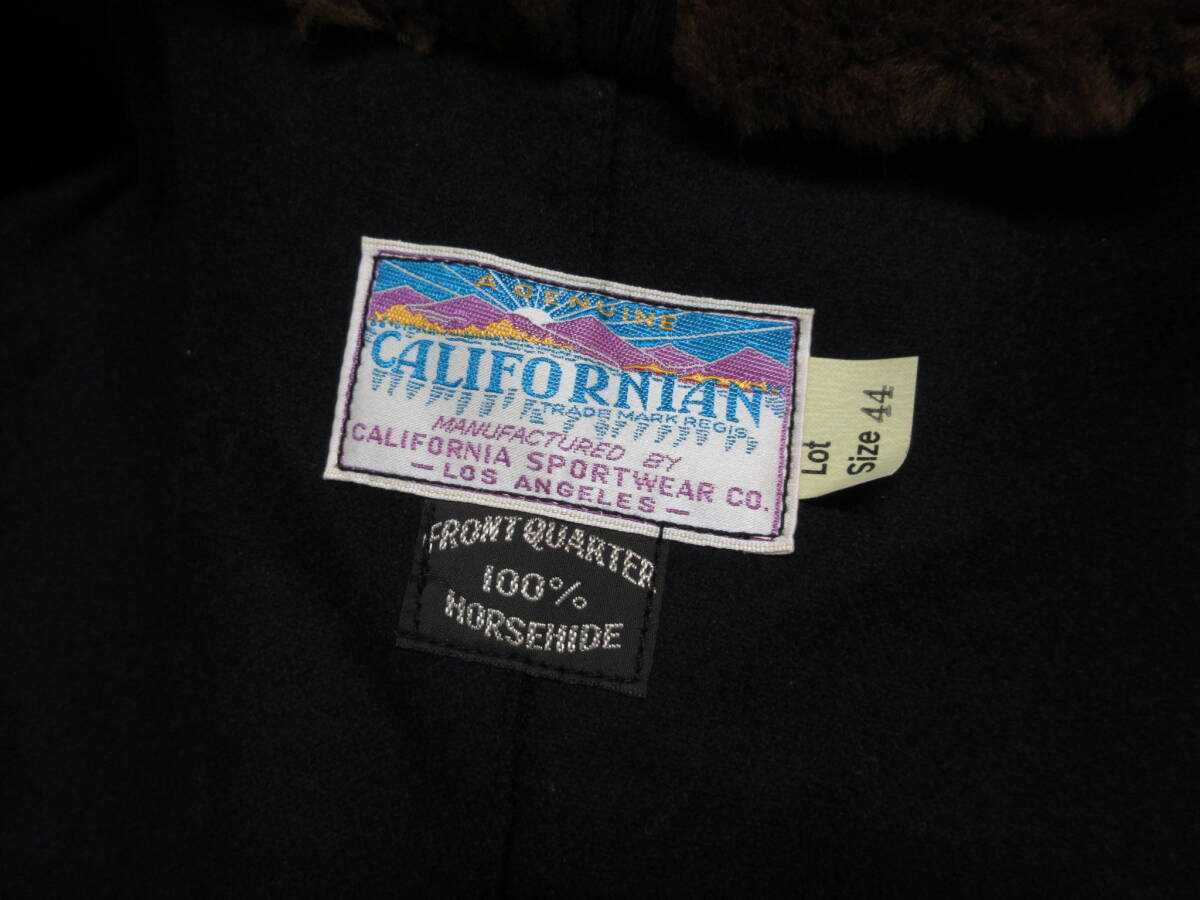 A GENUINE
CALIFORNIAN
TRADE MARK REGIS.
MANUFACTURED BY
CALIFORNIA SPORTWEAR CO.
— LOS ANGELES —
Lot
Size 44
FRONT QUARTER
100%
HORSEHIDE